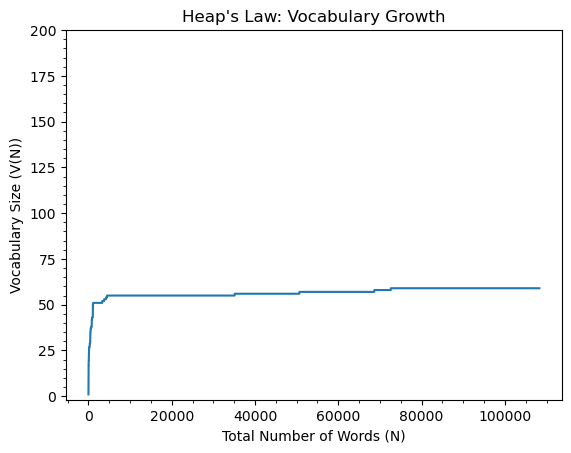 Heap's Law: Vocabulary Growth
200
175
150
125
100
75
50
25
0
Vocabulary Size (V(N))
0 20000 40000 60000 80000 100000
Total Number of Words (N)